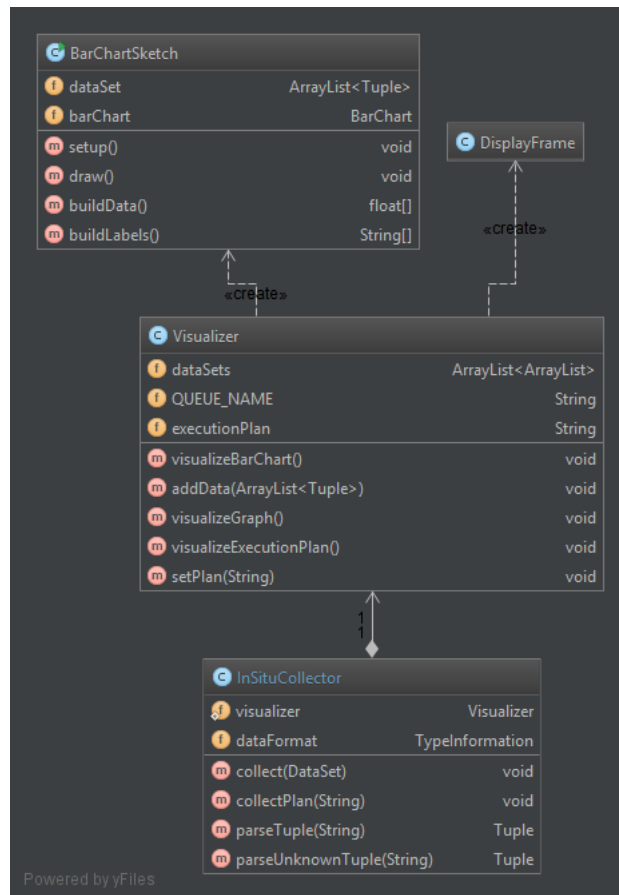 BarChartSketch
dataSet ArrayList<Tuple>
barChart BarChart
setup() void
draw() void
buildData() float[]
buildLabels() String[]
DisplayFrame
«create»
«create»
Visualizer
dataSets ArrayList<ArrayList>
QUEUE_NAME String
executionPlan String
visualizeBarChart() void
addData(ArrayList<Tuple>) void
visualizeGraph() void
visualizeExecutionPlan() void
setPlan(String) void
1
1
InSituCollector
visualizer Visualizer
dataFormat TypeInformation
collect(DataSet) void
collectPlan(String) void
parseTuple(String) Tuple
parseUnknownTuple(String) Tuple
Powered by yFiles